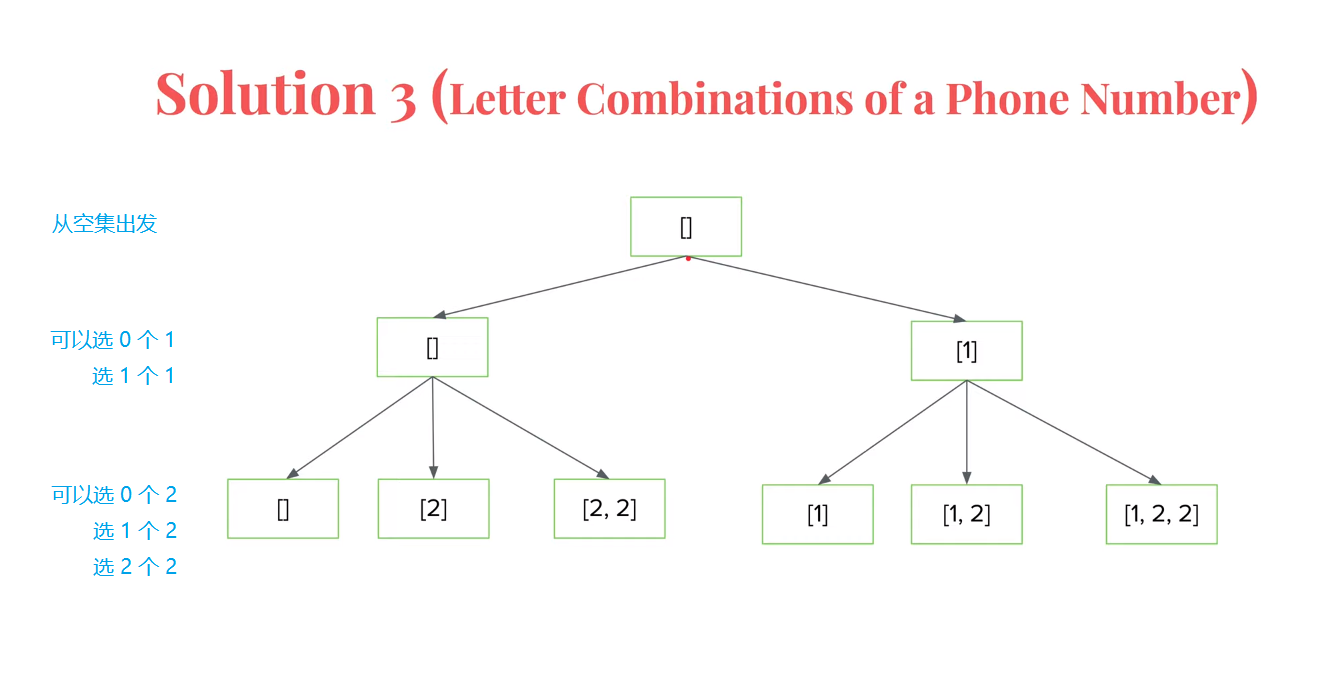 Solution 3 (Letter Combinations of a Phone Number)
从空集出发
[]
可以选 0 个 1
选 1 个 1
[]
[1]
可以选 0 个 2
选 1 个 2
选 2 个 2
[]
[2]
[2, 2]
[1]
[1, 2]
[1, 2, 2]